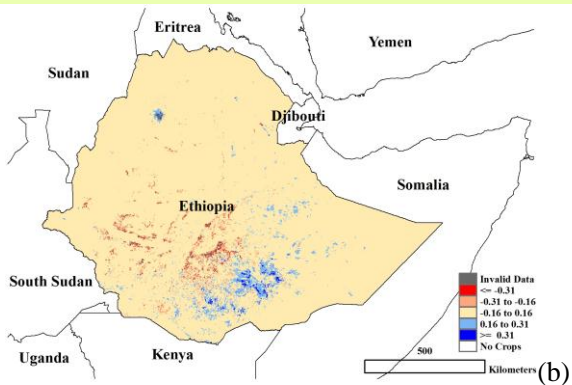 Eritrea
Yemen
Sudan
Djibouti
Somalia
Ethiopia
South Sudan
Invalid Data
<= -0.31
-0.31 to -0.16
-0.16 to 0.16
0.16 to 0.31
>= 0.31
No Crops
Uganda
Kenya
500
Kilometers
(b)